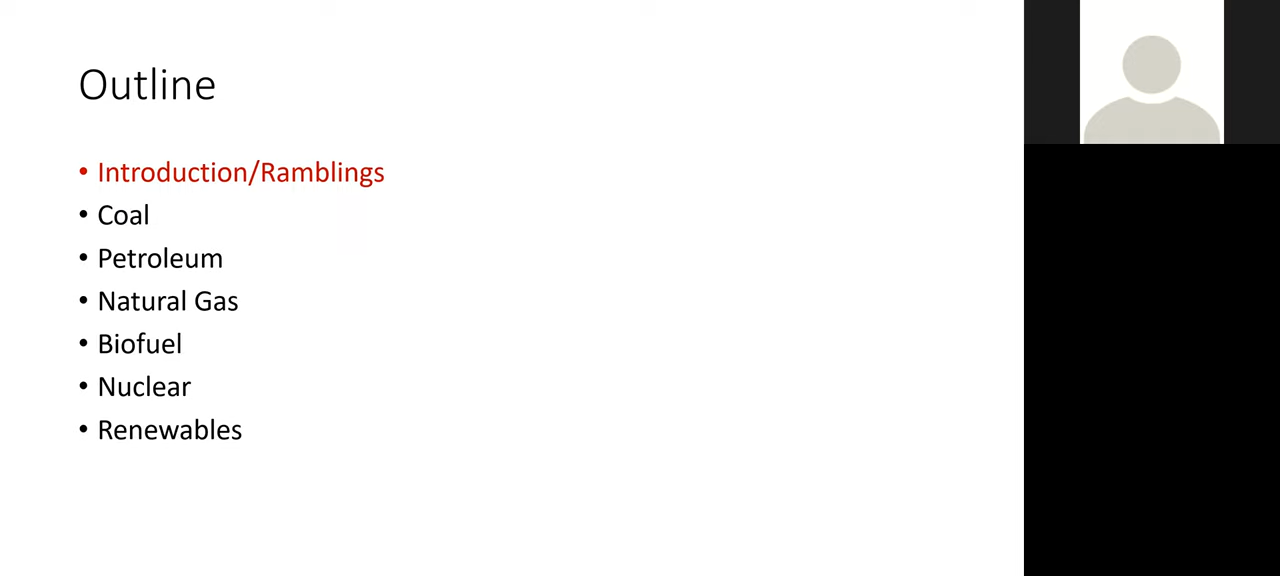 Outline
• Introduction/Ramblings
• Coal
• Petroleum
• Natural Gas
• Biofuel
• Nuclear
• Renewables